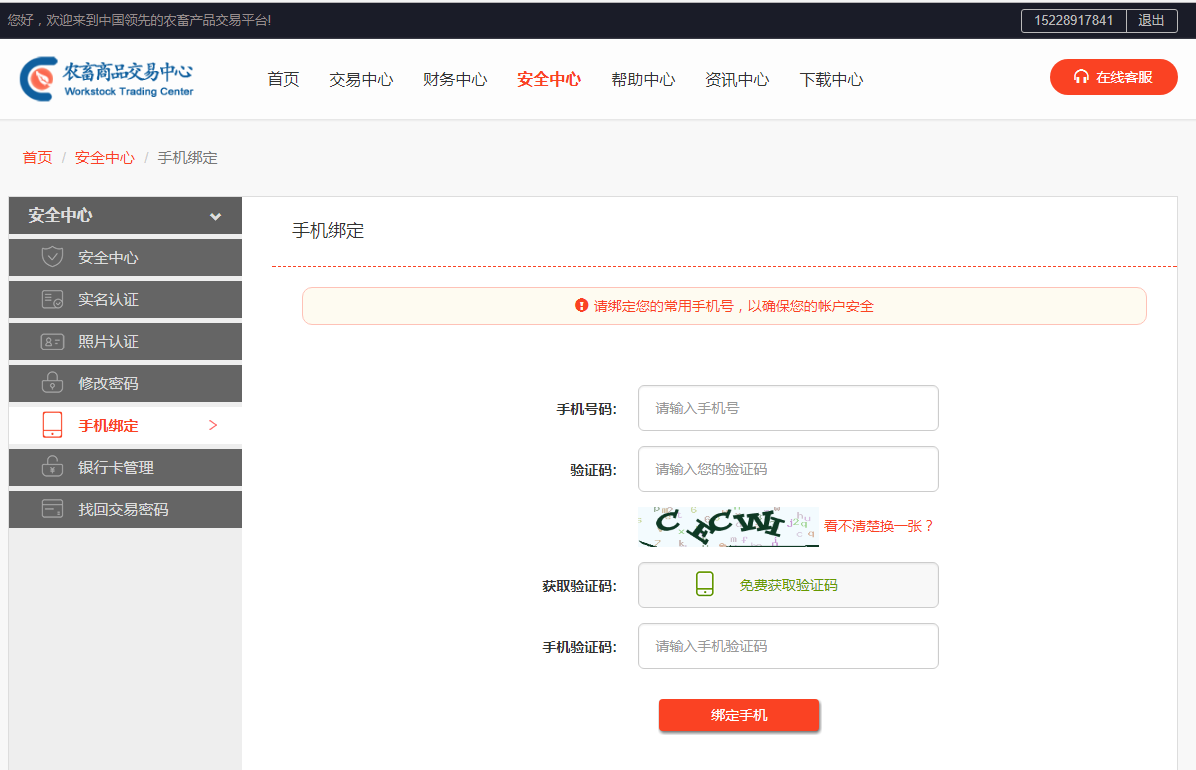 您好，欢迎来到中国领先的农畜产品交易平台!
15228917841 退出
农畜商品交易中心
Workstock Trading Center
首页 交易中心 财务中心 安全中心 帮助中心 资讯中心 下载中心
在线客服
首页 / 安全中心 / 手机绑定
安全中心
安全中心
实名认证
照片认证
修改密码
手机绑定 >
银行卡管理
找回交易密码
手机绑定
请绑定您的常用手机号，以确保您的帐户安全
手机号码: 请输入手机号
验证码: 请输入您的验证码
看不清楚换一张？
获取验证码: 免费获取验证码
手机验证码: 请输入手机验证码
绑定手机